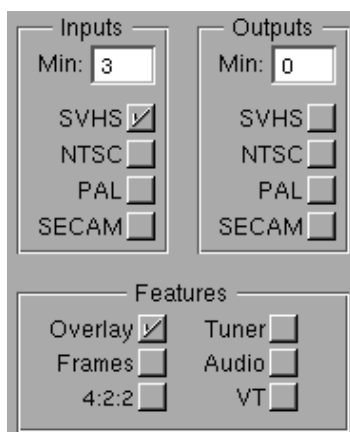 Inputs
Min: 3
SVHS
NTSC
PAL
SECAM
Outputs
Min: 0
SVHS
NTSC
PAL
SECAM
Features
Overlay Tuner
Frames Audio
4:2:2 VT